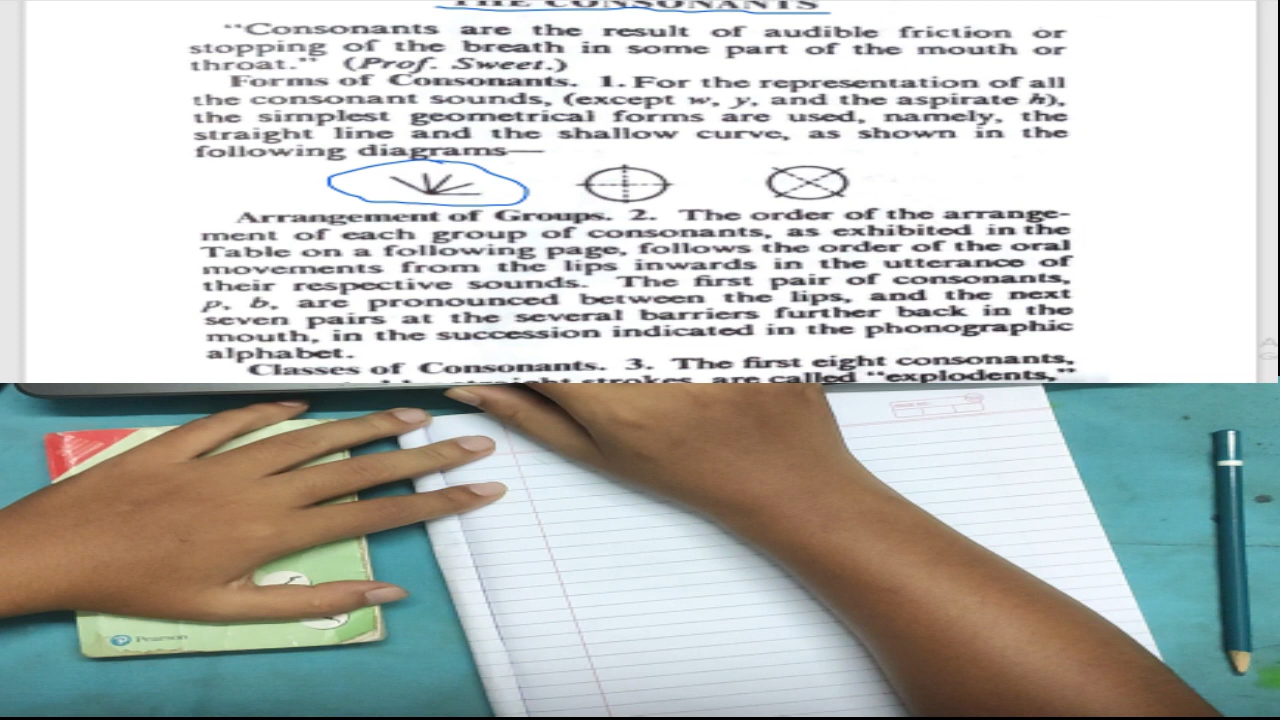 THE CONSONANTS
"Consonants are the result of audible friction or
stopping of the breath in some part of the mouth or
throat." (Prof. Sweet.)
Forms of Consonants. 1. For the representation of all
the consonant sounds, (except w, y, and the aspirate h),
the simplest geometrical forms are used, namely, the
straight line and the shallow curve, as shown in the
following diagrams—
Arrangement of Groups. 2. The order of the arrange-
ment of each group of consonants, as exhibited in the
Table on a following page, follows the order of the oral
movements from the lips inwards in the utterance of
their respective sounds. The first pair of consonants,
p, b, are pronounced between the lips, and the next
seven pairs at the several barriers further back in the
mouth, in the succession indicated in the phonographic
alphabet.
Classes of Consonants. 3. The first eight consonants,
straight strokes, are called "explodents,"
Pearson